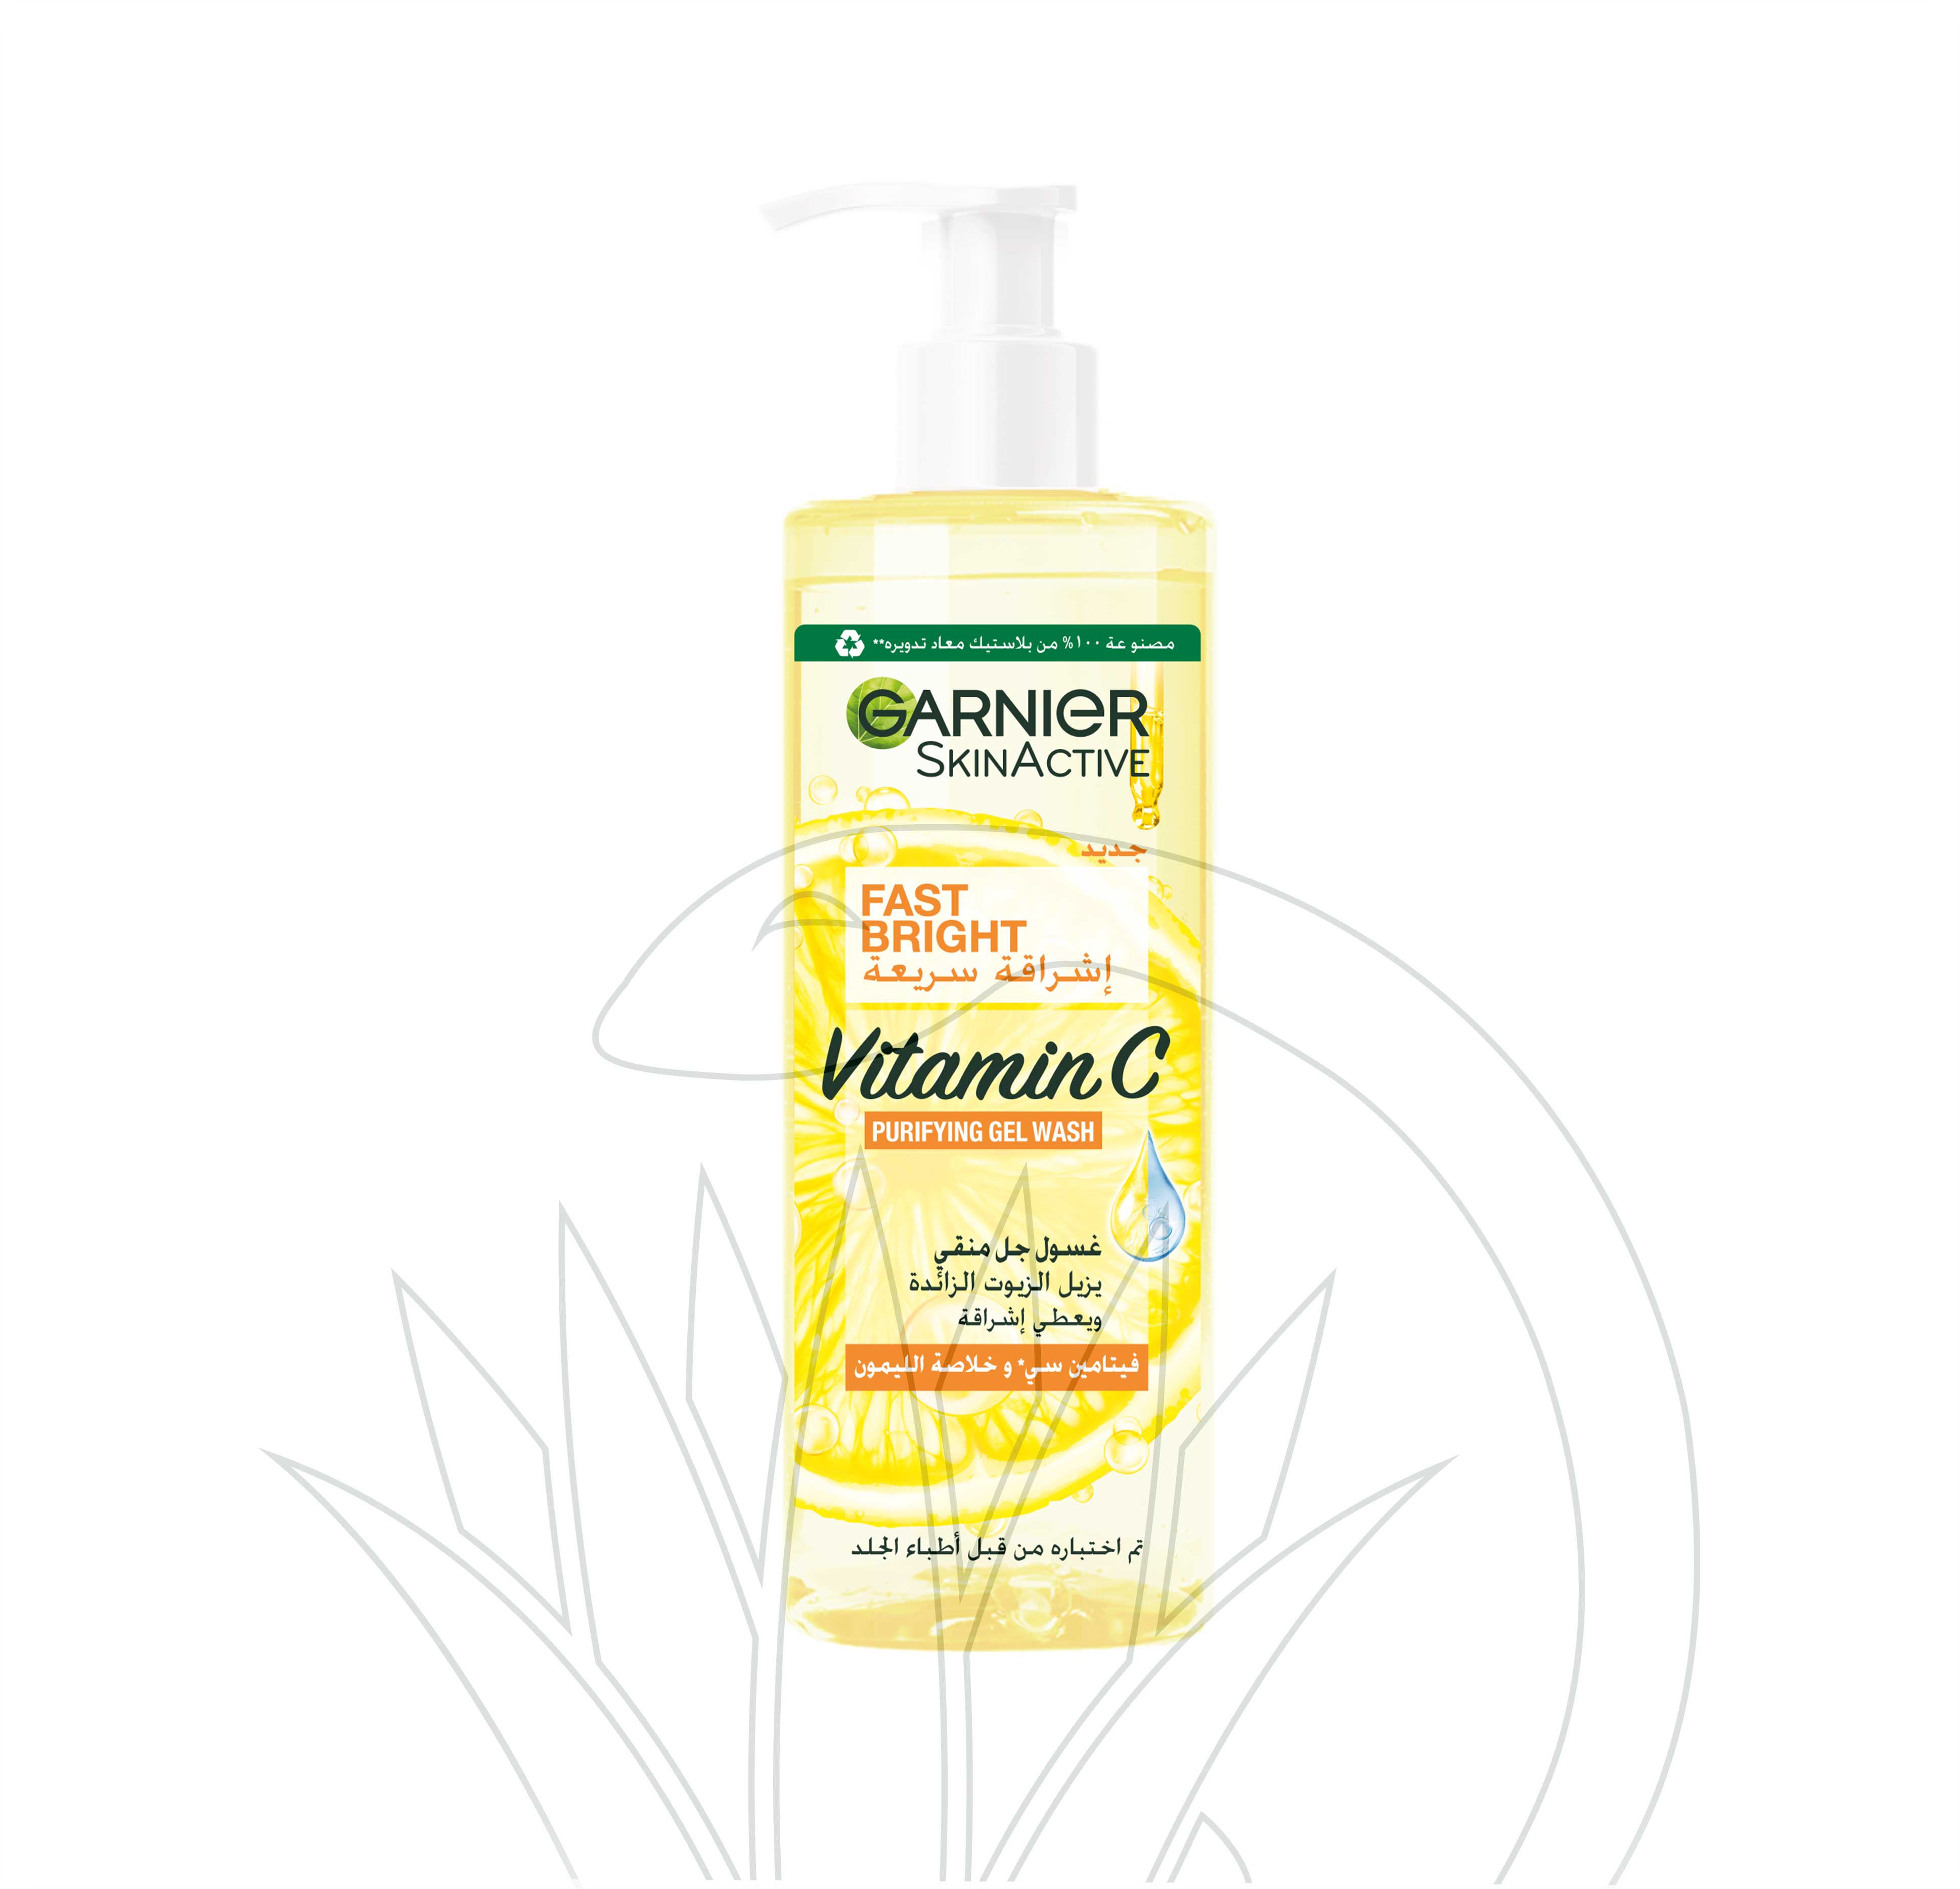 مصنوعة ١٠٠% من بلاستيك معاد تدويره**
GARNIER
SKINACTIVE
جديد
FAST
BRIGHT
إشراقة سريعة
Vitamin C
PURIFYING GEL WASH
غسول جل منقي
يزيل الزيوت الزائدة
ويعطي إشراقة
فيتامين سي* و خلاصة الليمون
تم اختباره من قبل أطباء الجلد